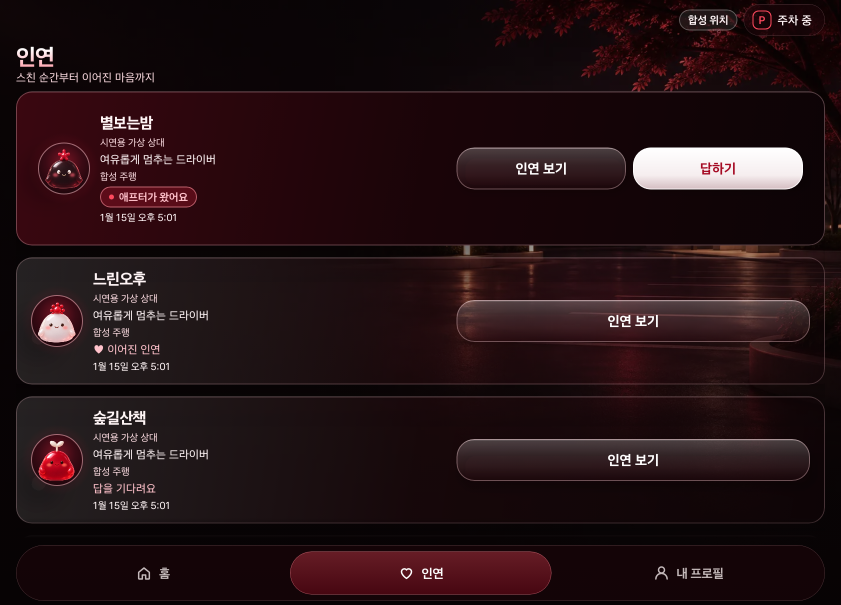 합성 위치
P 주차 중
인연
스친 순간부터 이어진 마음까지
별보는밤
시연용 가상 상대
여유롭게 멈추는 드라이버
합성 주행
애프터가 왔어요
1월 15일 오후 5:01
인연 보기
답하기
느린오후
시연용 가상 상대
여유롭게 멈추는 드라이버
합성 주행
이어진 인연
1월 15일 오후 5:01
인연 보기
숲길산책
시연용 가상 상대
여유롭게 멈추는 드라이버
합성 주행
답을 기다려요
1월 15일 오후 5:01
인연 보기
홈
인연
내 프로필